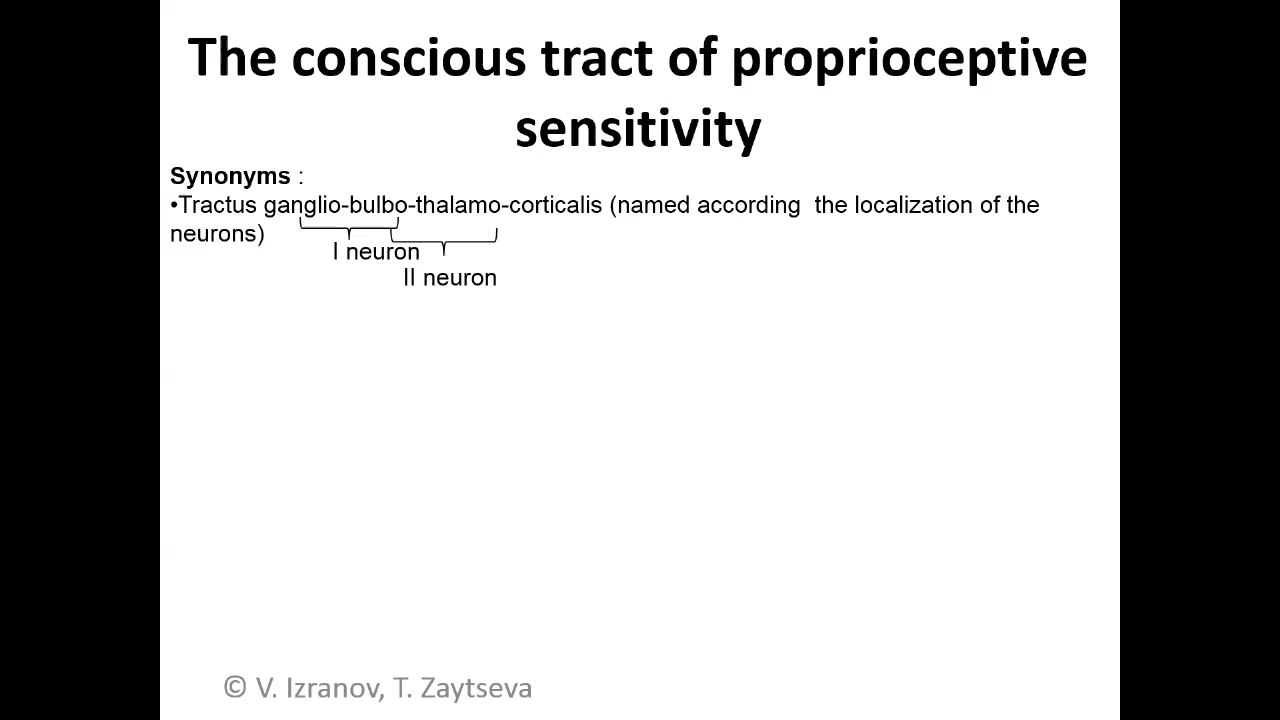 The conscious tract of proprioceptive
sensitivity
Synonyms :
•Tractus ganglio-bulbo-thalamo-corticalis (named according  the localization of the
neurons)
I neuron
II neuron
© V. Izranov, T. Zaytseva